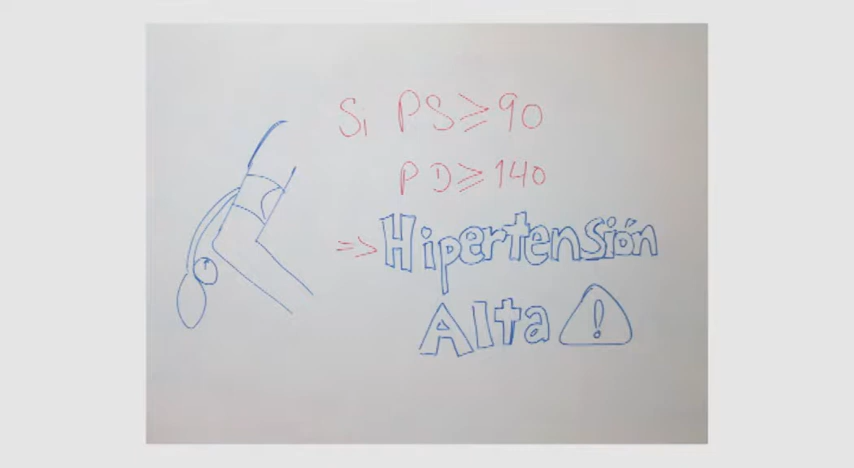 Si PS≥90
PD≥140
=> Hipertensión
Alta !